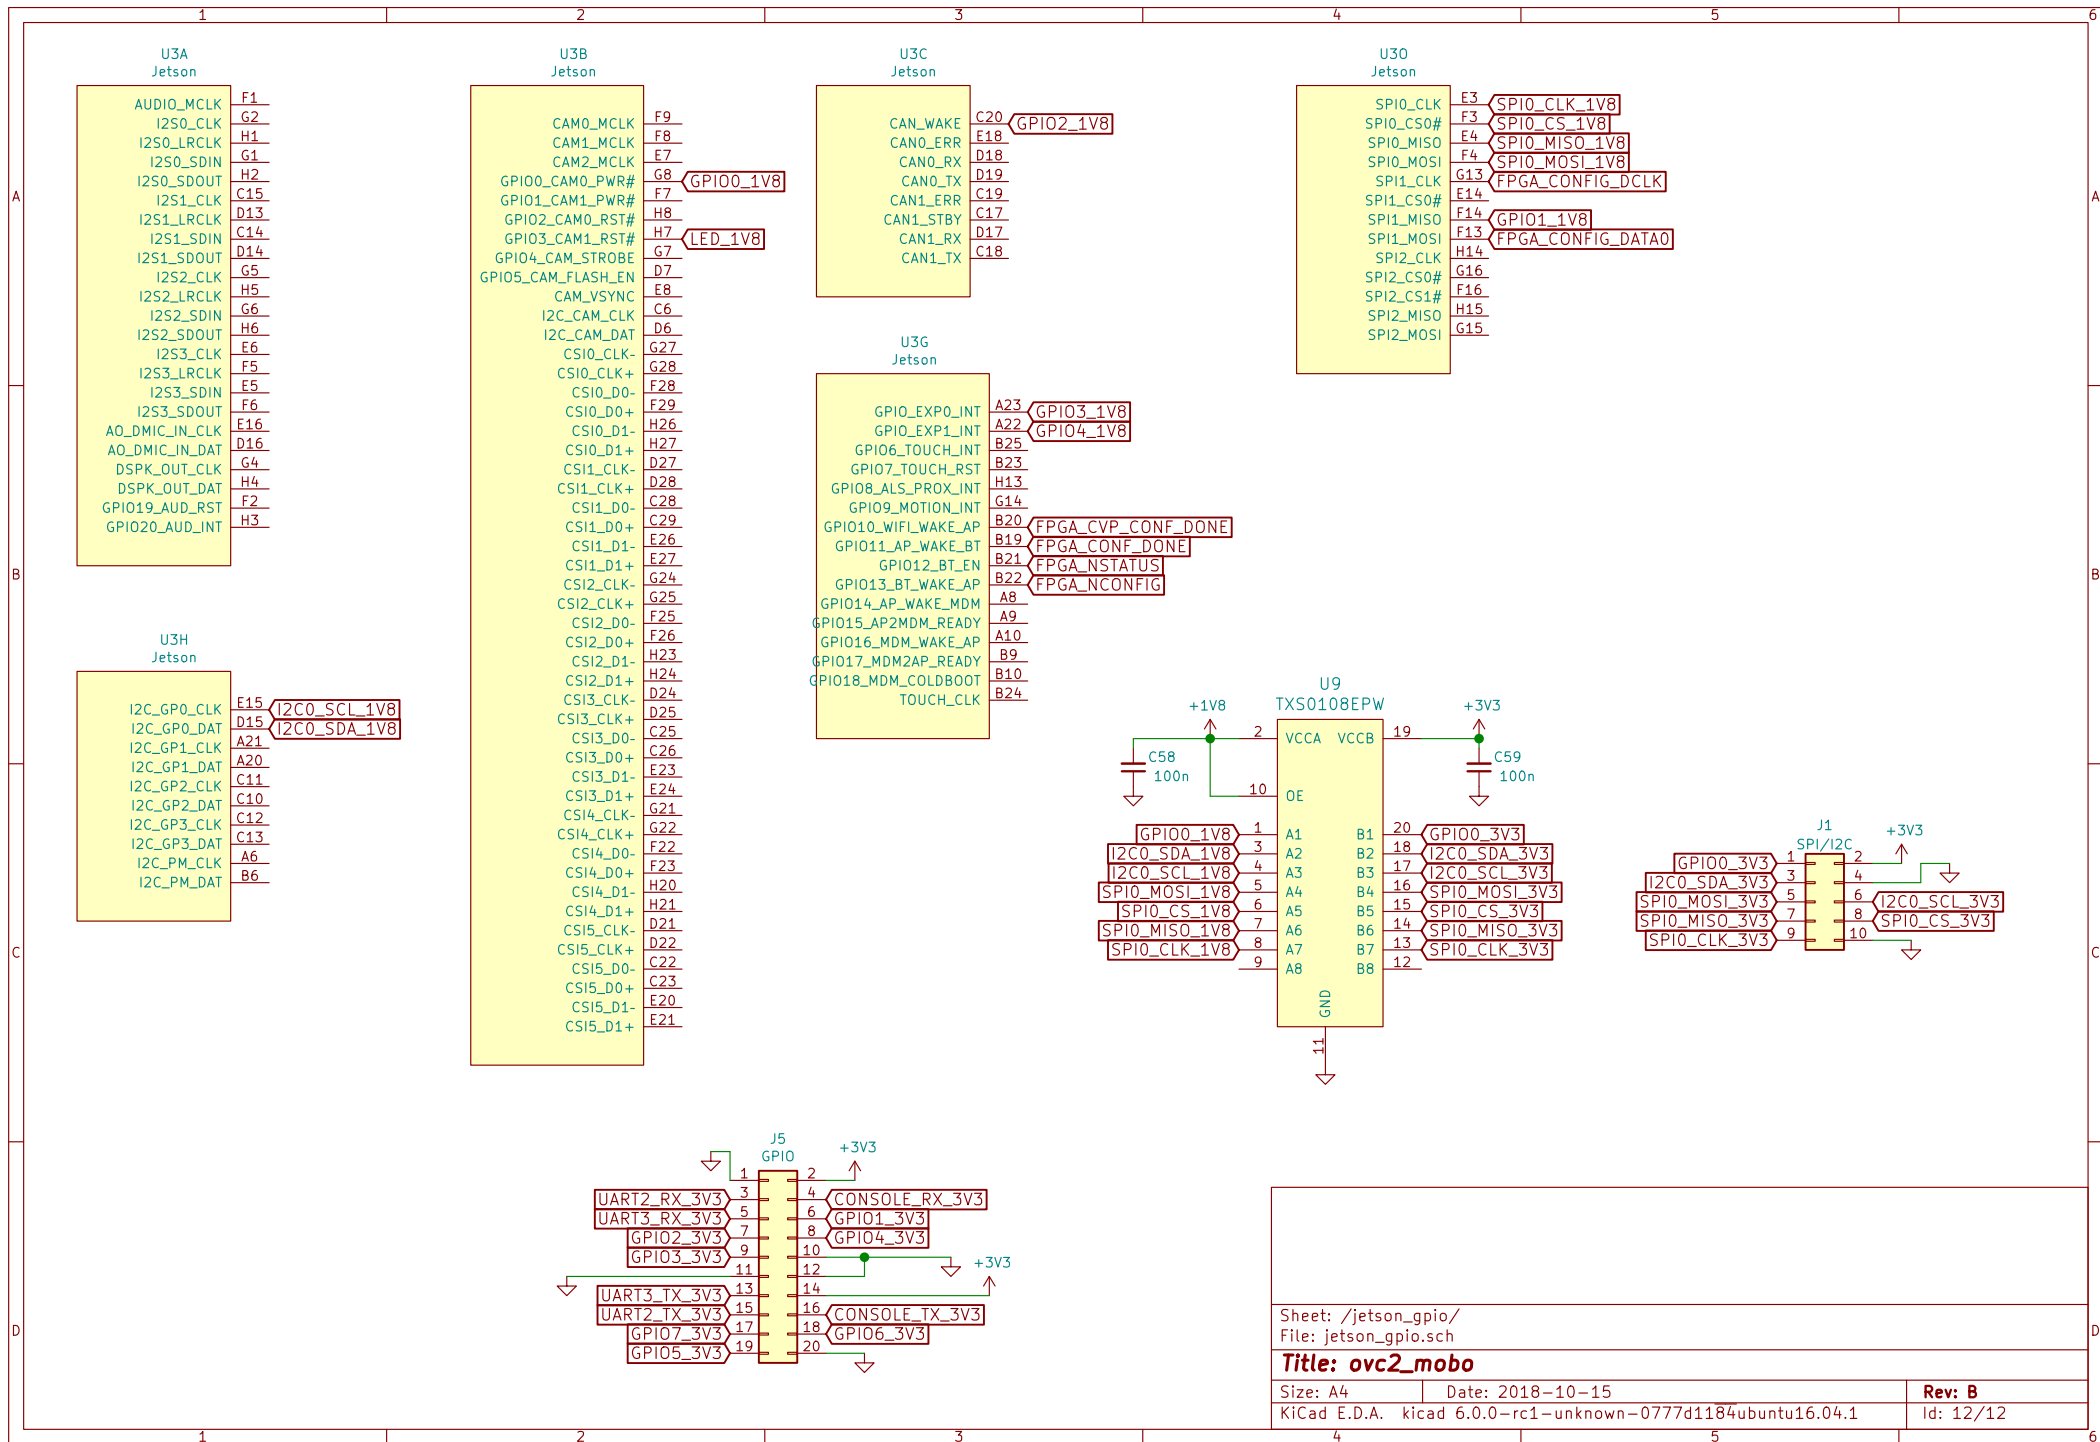 1 2 3 4 5 6
A A
B B
C C
D D
U3A
Jetson
AUDIO_MCLK F1
I2S0_CLK G2
I2S0_LRCLK H1
I2S0_SDIN G1
I2S0_SDOUT H2
I2S1_CLK C15
I2S1_LRCLK D13
I2S1_SDIN C14
I2S1_SDOUT D14
I2S2_CLK G5
I2S2_LRCLK H5
I2S2_SDIN G6
I2S2_SDOUT H6
I2S3_CLK E6
I2S3_LRCLK F5
I2S3_SDIN E5
I2S3_SDOUT F6
AO_DMIC_IN_CLK E16
AO_DMIC_IN_DAT D16
DSPK_OUT_CLK G4
DSPK_OUT_DAT H4
GPIO19_AUD_RST F2
GPIO20_AUD_INT H3
U3H
Jetson
I2C_GP0_CLK E15 I2C0_SCL_1V8
I2C_GP0_DAT D15 I2C0_SDA_1V8
I2C_GP1_CLK A21
I2C_GP1_DAT A20
I2C_GP2_CLK C11
I2C_GP2_DAT C10
I2C_GP3_CLK C12
I2C_GP3_DAT C13
I2C_PM_CLK A6
I2C_PM_DAT B6
U3B
Jetson
CAM0_MCLK F9
CAM1_MCLK F8
CAM2_MCLK E7
GPIO0_CAM0_PWR# G8 GPIO0_1V8
GPIO1_CAM1_PWR# F7
GPIO2_CAM0_RST# H8
GPIO3_CAM1_RST# H7 LED_1V8
GPIO4_CAM_STROBE G7
GPIO5_CAM_FLASH_EN D7
CAM_VSYNC E8
I2C_CAM_CLK C6
I2C_CAM_DAT D6
CSI0_CLK- G27
CSI0_CLK+ G28
CSI0_D0- F28
CSI0_D0+ F29
CSI0_D1- H26
CSI0_D1+ H27
CSI1_CLK- D27
CSI1_CLK+ D28
CSI1_D0- C28
CSI1_D0+ C29
CSI1_D1- E26
CSI1_D1+ E27
CSI2_CLK- G24
CSI2_CLK+ G25
CSI2_D0- F25
CSI2_D0+ F26
CSI2_D1- H23
CSI2_D1+ H24
CSI3_CLK- D24
CSI3_CLK+ D25
CSI3_D0- C25
CSI3_D0+ C26
CSI3_D1- E23
CSI3_D1+ E24
CSI4_CLK- G21
CSI4_CLK+ G22
CSI4_D0- F22
CSI4_D0+ F23
CSI4_D1- H20
CSI4_D1+ H21
CSI5_CLK- D21
CSI5_CLK+ D22
CSI5_D0- C22
CSI5_D0+ C23
CSI5_D1- E20
CSI5_D1+ E21
U3C
Jetson
CAN_WAKE C20 GPIO2_1V8
CAN0_ERR E18
CAN0_RX D18
CAN0_TX D19
CAN1_ERR C19
CAN1_STBY C17
CAN1_RX D17
CAN1_TX C18
U3G
Jetson
GPIO_EXP0_INT A23 GPIO3_1V8
GPIO_EXP1_INT A22 GPIO4_1V8
GPIO6_TOUCH_INT B25
GPIO7_TOUCH_RST B23
GPIO8_ALS_PROX_INT H13
GPIO9_MOTION_INT G14
GPIO10_WIFI_WAKE_AP B20 FPGA_CVP_CONF_DONE
GPIO11_AP_WAKE_BT B19 FPGA_CONF_DONE
GPIO12_BT_EN B21 FPGA_NSTATUS
GPIO13_BT_WAKE_AP B22 FPGA_NCONFIG
GPIO14_AP_WAKE_MDM A8
GPIO15_AP2MDM_READY A9
GPIO16_MDM_WAKE_AP A10
GPIO17_MDM2AP_READY B9
GPIO18_MDM_COLDBOOT B10
TOUCH_CLK B24
U3O
Jetson
SPI0_CLK E3 SPI0_CLK_1V8
SPI0_CS0# F3 SPI0_CS_1V8
SPI0_MISO E4 SPI0_MISO_1V8
SPI0_MOSI F4 SPI0_MOSI_1V8
SPI1_CLK G13 FPGA_CONFIG_DCLK
SPI1_CS0# E14
SPI1_MISO F14 GPIO1_1V8
SPI1_MOSI F13 FPGA_CONFIG_DATA0
SPI2_CLK H14
SPI2_CS0# G16
SPI2_CS1# F16
SPI2_MISO H15
SPI2_MOSI G15
U9
TXS0108EPW
+1V8 +3V3
2 VCCA VCCB 19
C58 100n
C59 100n
10 OE
GPIO0_1V8 1 A1 B1 20 GPIO0_3V3
I2C0_SDA_1V8 3 A2 B2 18 I2C0_SDA_3V3
I2C0_SCL_1V8 4 A3 B3 17 I2C0_SCL_3V3
SPI0_MOSI_1V8 5 A4 B4 16 SPI0_MOSI_3V3
SPI0_CS_1V8 6 A5 B5 15 SPI0_CS_3V3
SPI0_MISO_1V8 7 A6 B6 14 SPI0_MISO_3V3
SPI0_CLK_1V8 8 A7 B7 13 SPI0_CLK_3V3
9 A8 B8 12
GND
11
J1
SPI/I2C
+3V3
GPIO0_3V3 1 2
I2C0_SDA_3V3 3 4
SPI0_MOSI_3V3 5 6 I2C0_SCL_3V3
SPI0_MISO_3V3 7 8 SPI0_CS_3V3
SPI0_CLK_3V3 9 10
J5
GPIO
+3V3
1 2
UART2_RX_3V3 3 4 CONSOLE_RX_3V3
UART3_RX_3V3 5 6 GPIO1_3V3
GPIO2_3V3 7 8 GPIO4_3V3
GPIO3_3V3 9 10
+3V3
11 12
UART3_TX_3V3 13 14
UART2_TX_3V3 15 16 CONSOLE_TX_3V3
GPIO7_3V3 17 18 GPIO6_3V3
GPIO5_3V3 19 20
Sheet: /jetson_gpio/
File: jetson_gpio.sch
Title: ovc2_mobo
Size: A4 Date: 2018-10-15 Rev: B
KiCad E.D.A. kicad 6.0.0-rc1-unknown-0777d1184ubuntu16.04.1 Id: 12/12
1 2 3 4 5 6